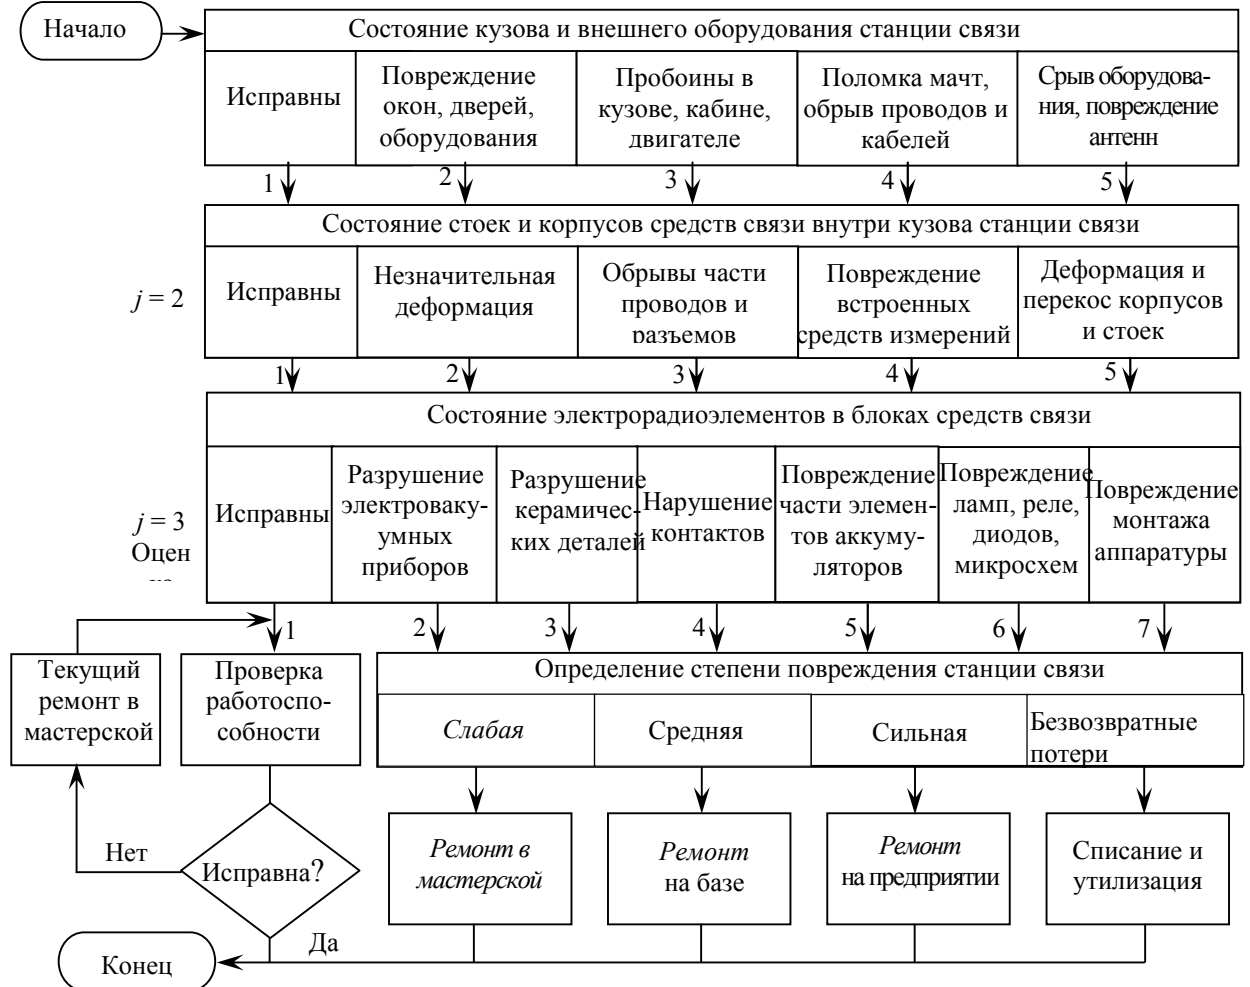 Начало
Состояние кузова и внешнего оборудования станции связи
Исправны
Повреждение
окон, дверей,
оборудования
Пробоины в
кузове, кабине,
двигателе
Поломка мачт,
обрыв проводов и
кабелей
Срыв оборудова-
ния, повреждение
антенн
1
2
3
4
5
Состояние стоек и корпусов средств связи внутри кузова станции связи
j = 2
Исправны
Незначительная
деформация
Обрывы части
проводов и
разъемов
Повреждение
встроенных
средств измерений
Деформация и
перекос корпусов
и стоек
1
2
3
4
5
Состояние электрорадиоэлементов в блоках средств связи
j = 3
Оцен
Исправны
Разрушение
электроваку-
умных
приборов
Разрушение
керамичес-
ких деталей
Нарушение
контактов
Повреждение
части элемен-
тов аккуму-
ляторов
Повреждение
ламп, реле,
диодов,
микросхем
Повреждение
монтажа
аппаратуры
1
2
3
4
5
6
7
Текущий
ремонт в
мастерской
Проверка
работоспо-
собности
Определение степени повреждения станции связи
Слабая
Средняя
Сильная
Безвозвратные
потери
Нет
Исправна?
Ремонт в
мастерской
Ремонт
на базе
Ремонт
на предприятии
Списание и
утилизация
Да
Конец